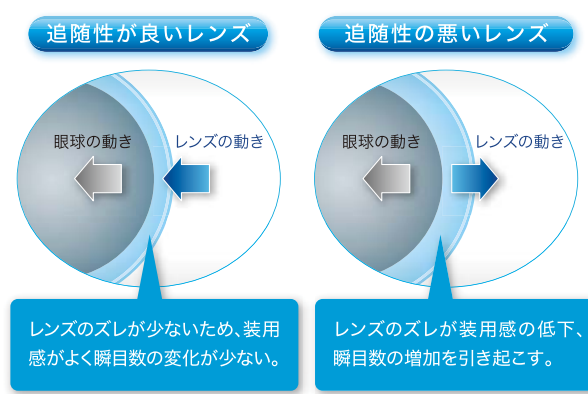 追随性が良いレンズ
追随性の悪いレンズ
眼球の動き
レンズの動き
眼球の動き
レンズの動き
レンズのズレが少ないため、装用
感がよく瞬目数の変化が少ない。
レンズのズレが装用感の低下、
瞬目数の増加を引き起こす。